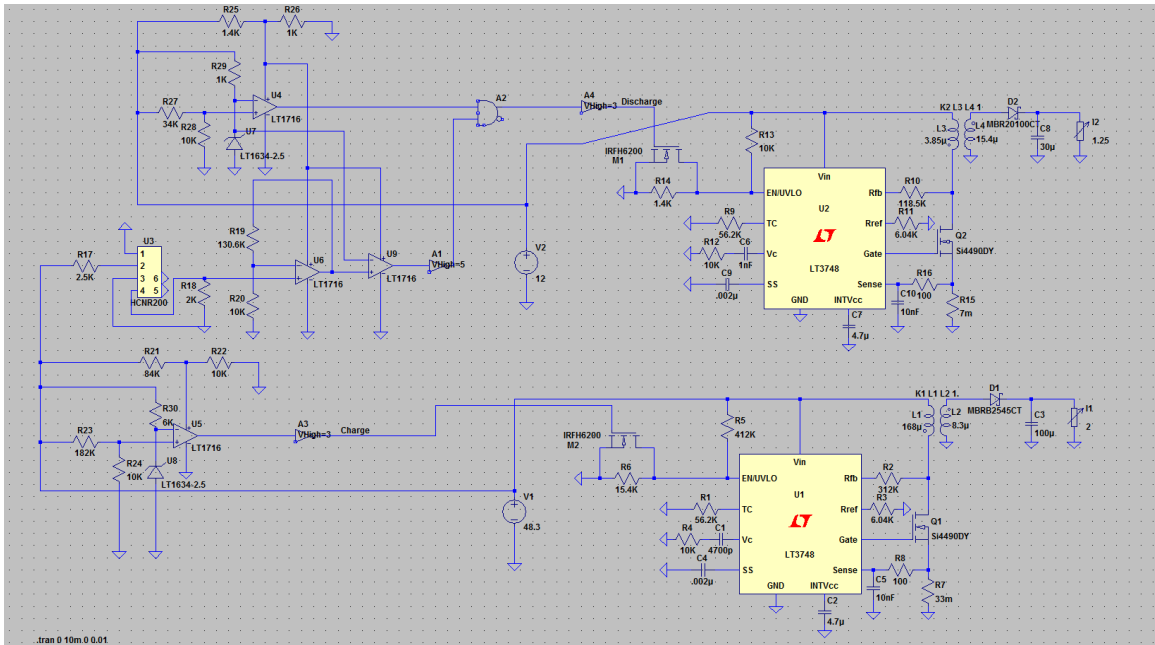 R25
1.4K
R26
1K
R29
1K
U4
LT1716
R27
34K
R28
10K
U7
LT1634-2.5
A2
A4
VHigh=3
Discharge
IRFH6200
M1
R14
1.4K
R13
10K
K2 L3 L4 1
L3
3.85µ
L4
15.4µ
D2
MBR20100CT
C8
30µ
I2
1.25
Vin
EN/UVLO
Rfb
TC
U2
Rref
Vc
Gate
LT3748
SS
Sense
GND
INTVcc
R10
118.5K
R11
6.04K
R9
56.2K
R12
10K
C6
1nF
C9
.002µ
Q2
Si4490DY
R16
100
C10
10nF
R15
7m
C7
4.7µ
U3
1
2
3
4
6
5
HCNR200
R17
2.5K
R18
2K
R19
130.6K
R20
10K
U6
LT1716
U9
LT1716
A1
VHigh=5
V2
12
R21
84K
R22
10K
R30
6K
U5
LT1716
R23
182K
R24
10K
U8
LT1634-2.5
A3
VHigh=3
Charge
IRFH6200
M2
R6
15.4K
R5
412K
V1
48.3
K1 L1 L2 1.
L1
168µ
L2
8.3µ
D1
MBRB2545CT
C3
100µ
I1
2
Vin
EN/UVLO
Rfb
U1
TC
Rref
Vc
Gate
LT3748
SS
Sense
GND
INTVcc
R2
312K
R3
6.04K
R1
56.2K
R4
10K
C1
4700p
C4
.002µ
Q1
Si4490DY
R8
100
C5
10nF
R7
33m
C2
4.7µ
.tran 0 10m 0 0.01